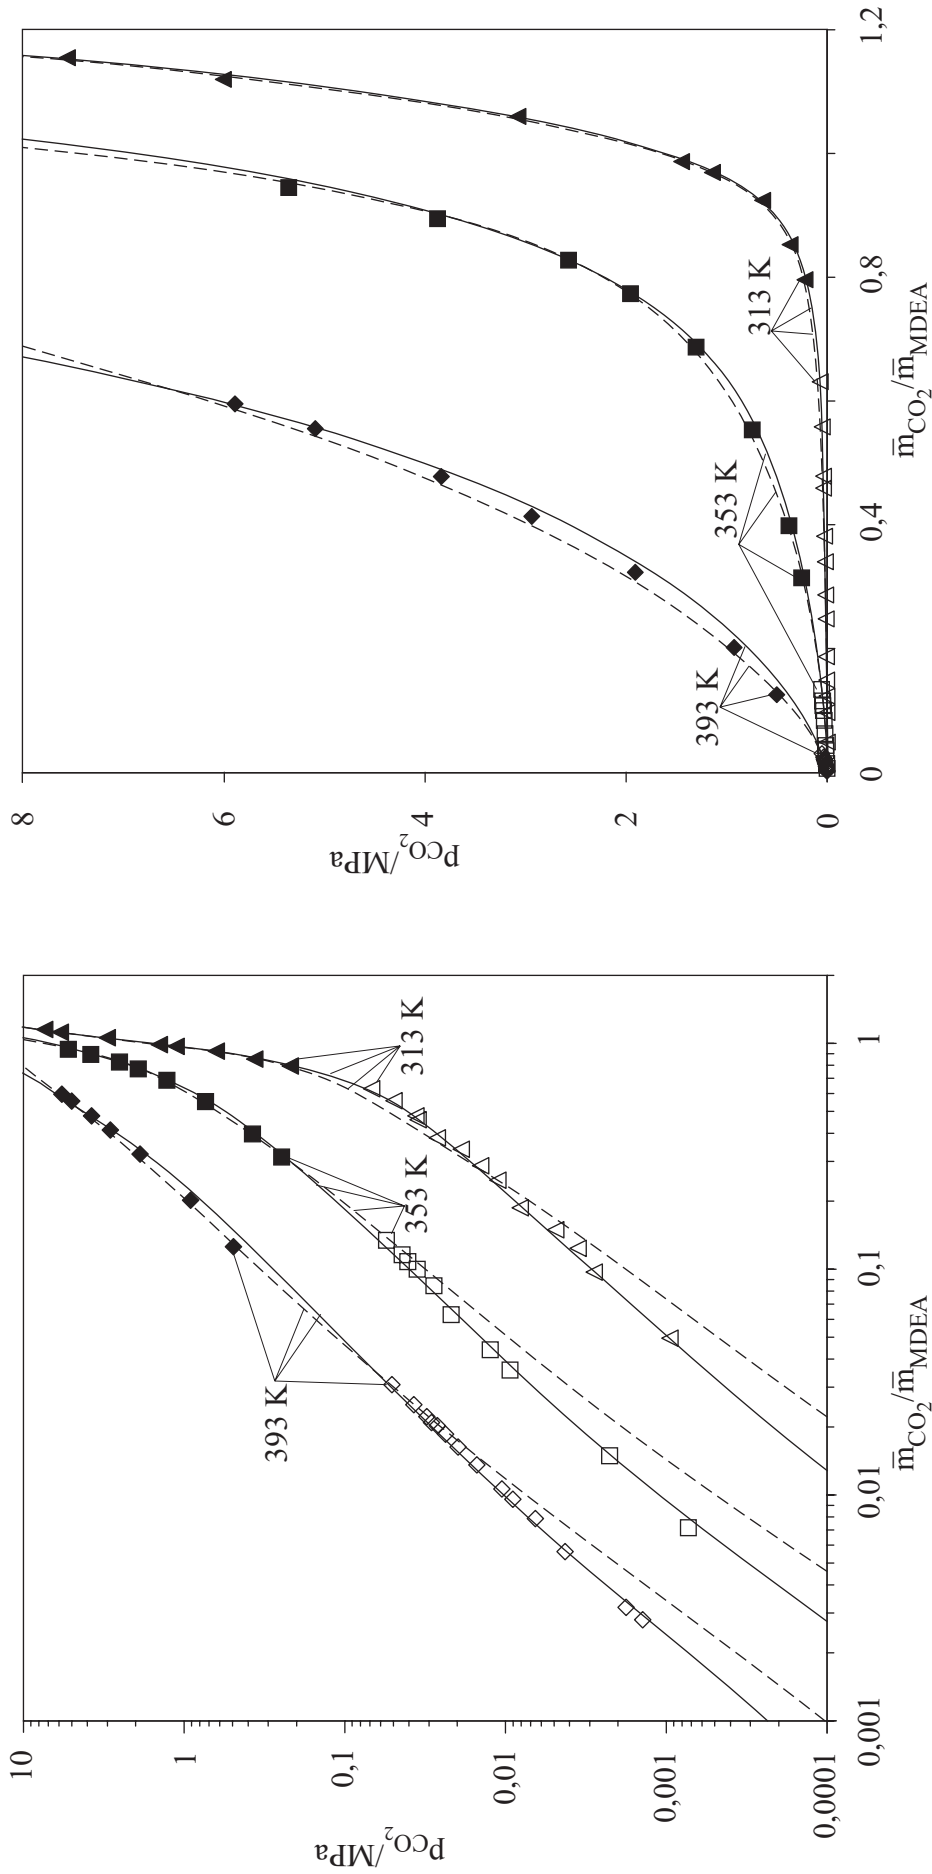 10
1
0,1
0,01
0,001
0,0001
p_CO2/MPa
393 K
353 K
313 K
0,001
0,01
0,1
1
m̅_CO2/m̅_MDEA
8
6
4
2
0
p_CO2/MPa
393 K
353 K
313 K
0
0,4
0,8
1,2
m̅_CO2/m̅_MDEA